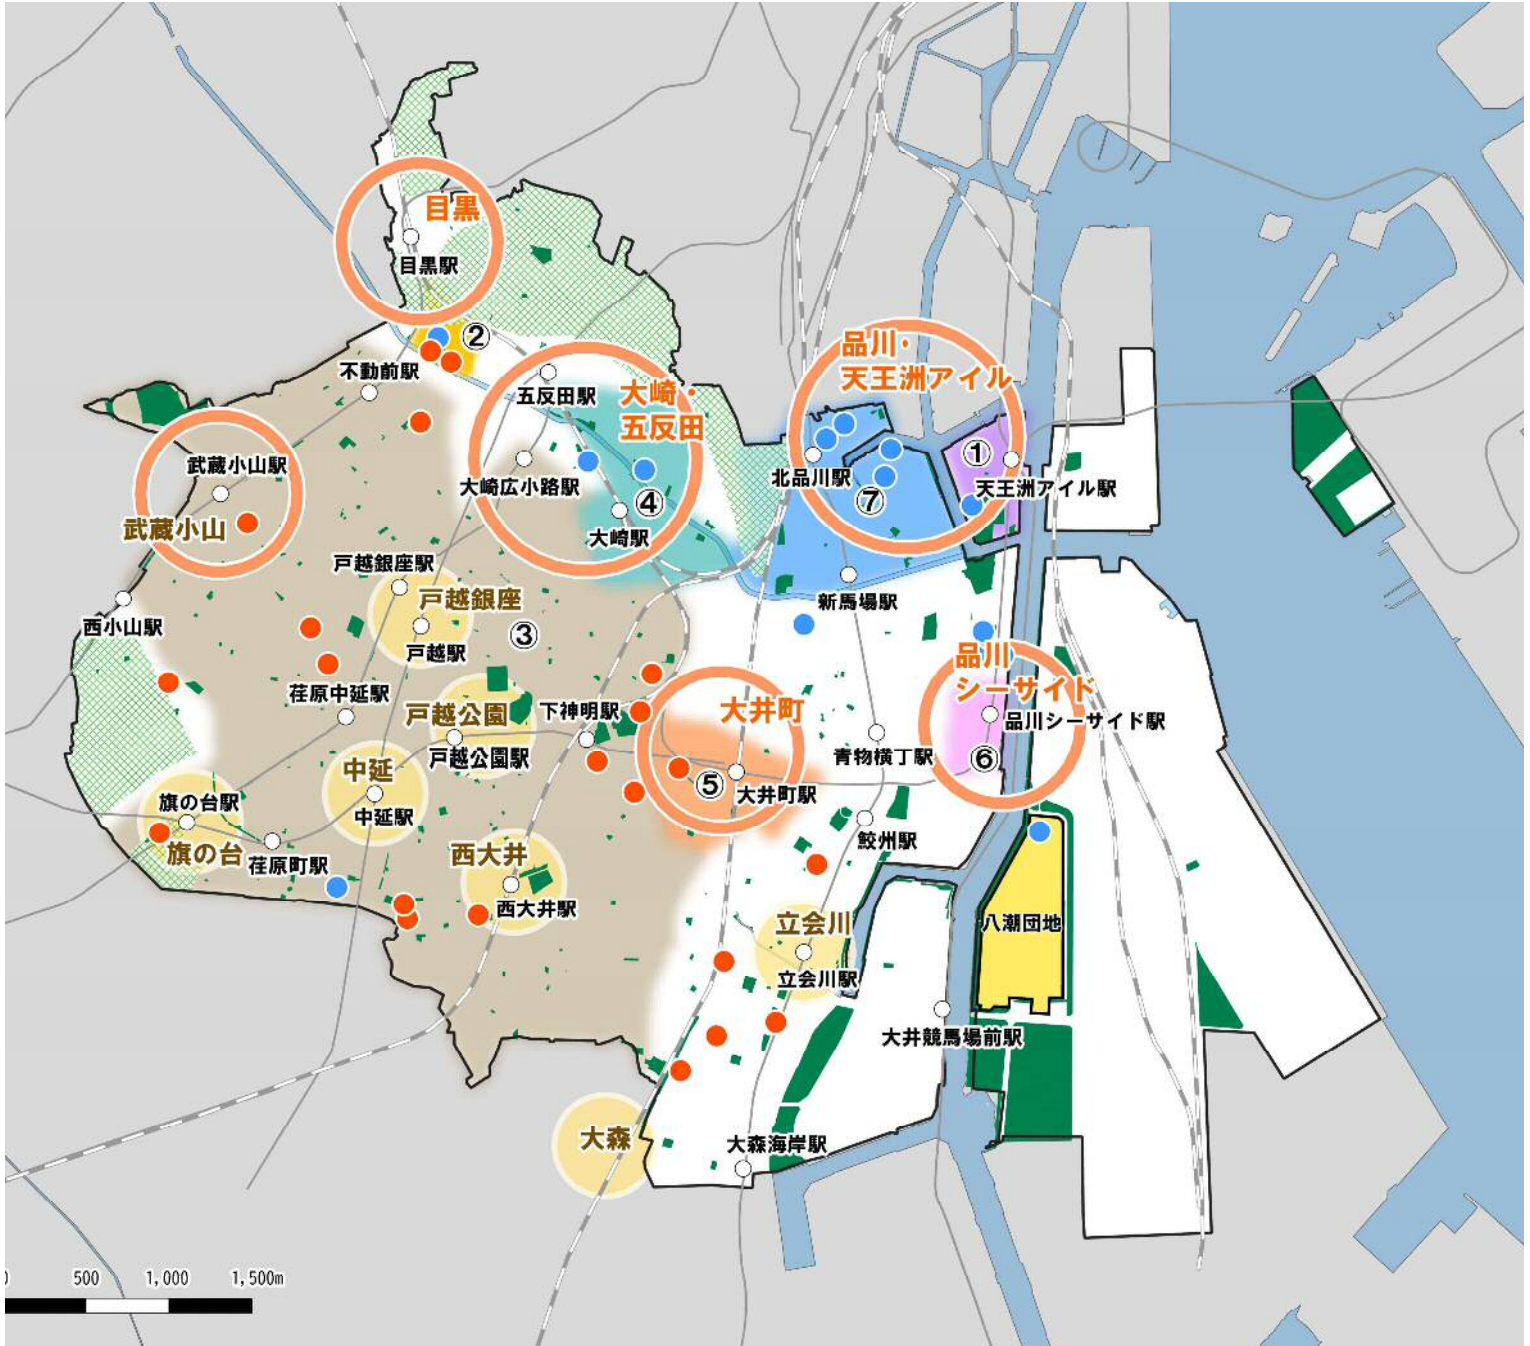 目黒
目黒駅
②
不動前駅
五反田駅
大崎・
五反田
品川・
天王洲アイル
武蔵小山駅
武蔵小山
大崎広小路駅
④
大崎駅
北品川駅
⑦
①
天王洲アイル駅
戸越銀座駅
戸越銀座
戸越駅
③
西小山駅
新馬場駅
品川
シーサイド
品川シーサイド駅
⑥
荏原中延駅
戸越公園
戸越公園駅
下神明駅
大井町
⑤
大井町駅
青物横丁駅
中延
中延駅
旗の台駅
旗の台
荏原町駅
西大井
西大井駅
鮫州駅
立会川
立会川駅
八潮団地
大井競馬場前駅
大森
大森海岸駅
500 1,000 1,500m